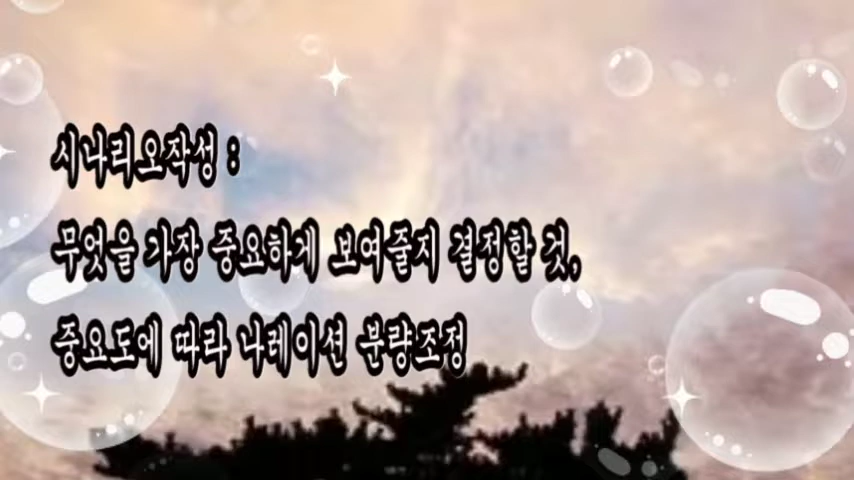 시나리오작성 :
무엇을 가장 중요하게 보여줄지 결정할 것,
중요도에 따라 나레이션 분량조정